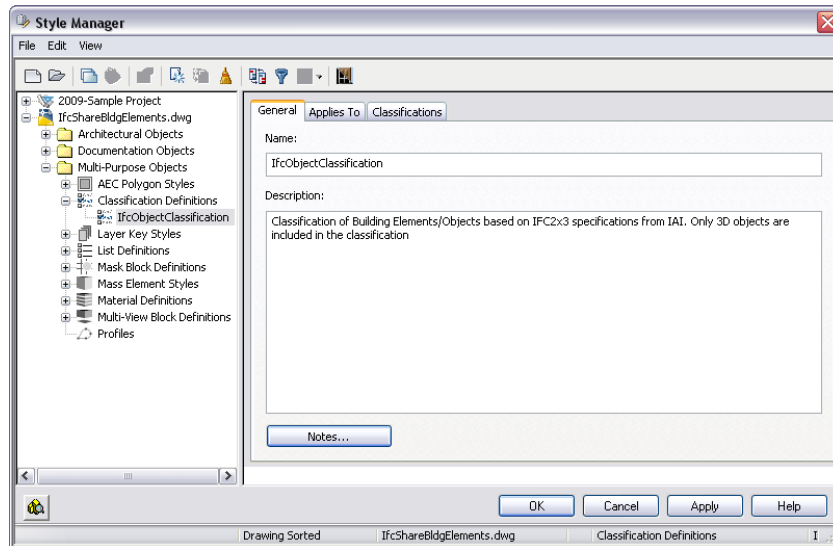 Style Manager
File Edit View
2009-Sample Project
IfcShareBldgElements.dwg
Architectural Objects
Documentation Objects
Multi-Purpose Objects
AEC Polygon Styles
Classification Definitions
IfcObjectClassification
Layer Key Styles
List Definitions
Mask Block Definitions
Mass Element Styles
Material Definitions
Multi-View Block Definitions
Profiles
General Applies To Classifications
Name:
IfcObjectClassification
Description:
Classification of Building Elements/Objects based on IFC2x3 specifications from IAI. Only 3D objects are
included in the classification
Notes...
OK Cancel Apply Help
Drawing Sorted IfcShareBldgElements.dwg Classification Definitions I